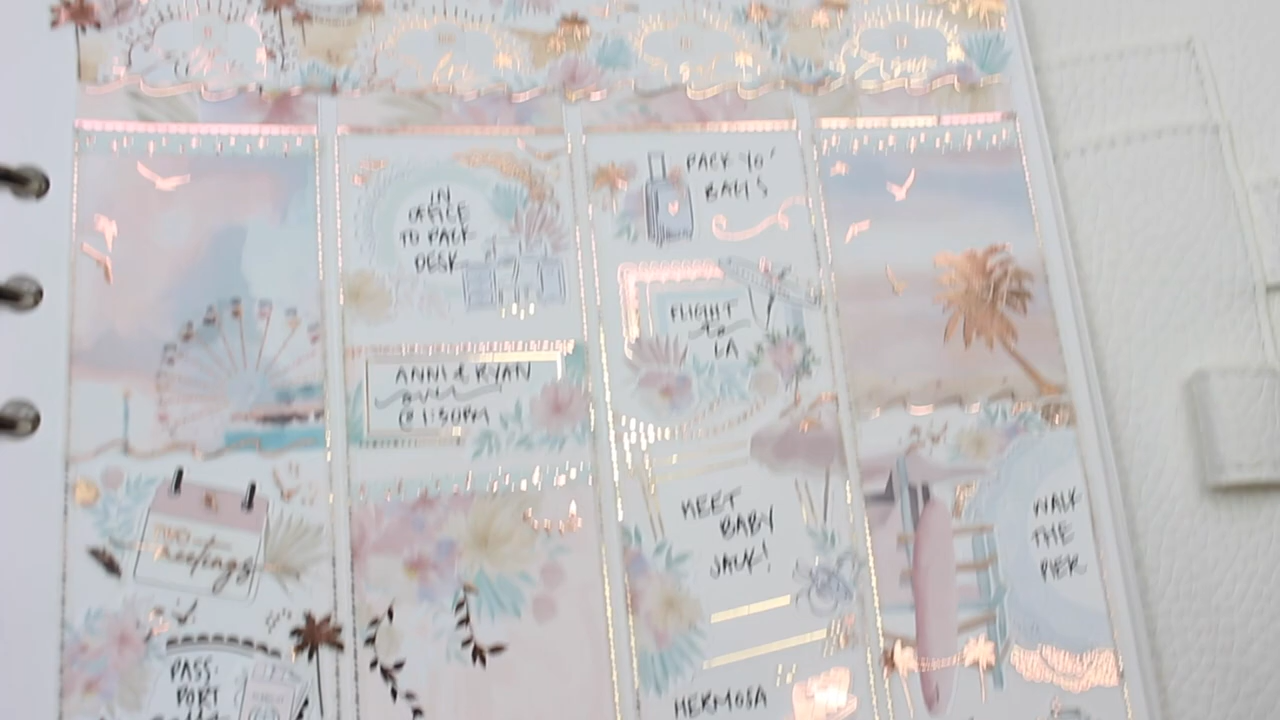 meetings
PASS-
PORT
IN
OFFICE
TO PACK
DESK
ANNI & RYAN
over
@ 1:30PM
PACK YO'
BAGS
FLIGHT
to
LA
MEET
BABY
JACK!
HERMOSA
WALK
THE
PIER